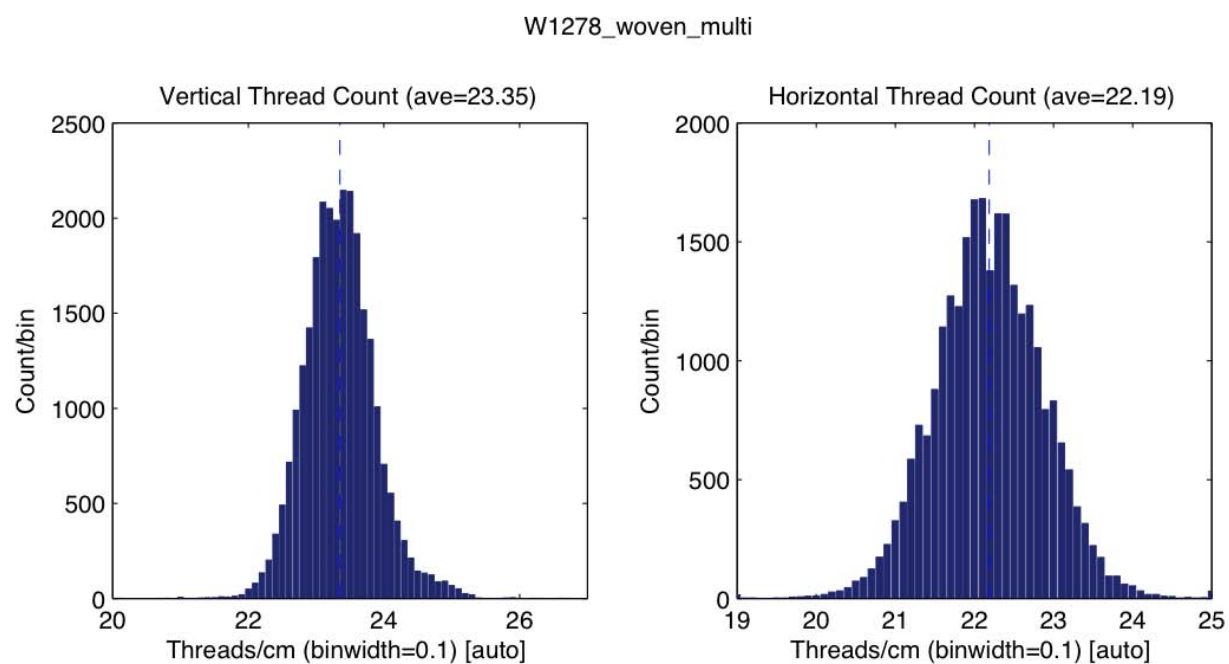 W1278_woven_multi
Vertical Thread Count (ave=23.35)
2500
2000
1500
1000
500
0
Count/bin
20 22 24 26
Threads/cm (binwidth=0.1) [auto]
Horizontal Thread Count (ave=22.19)
2000
1500
1000
500
0
Count/bin
19 20 21 22 23 24 25
Threads/cm (binwidth=0.1) [auto]